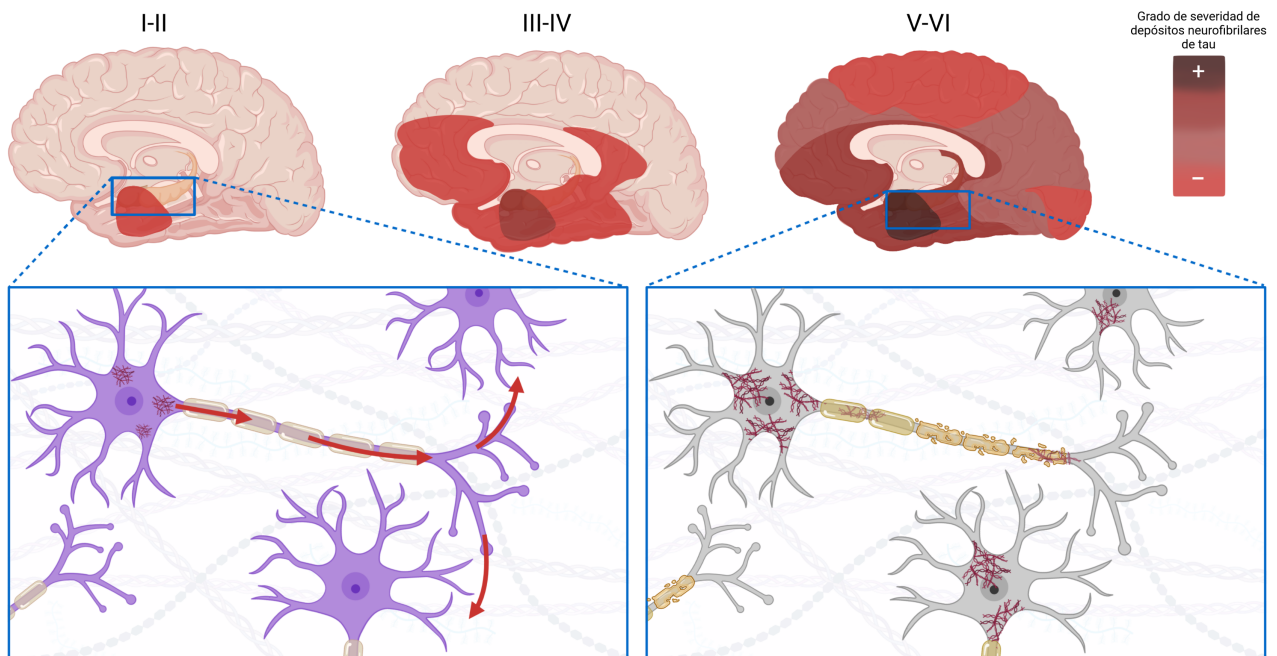 I-II
III-IV
V-VI
Grado de severidad de
depósitos neurofibrilares
de tau
+
−